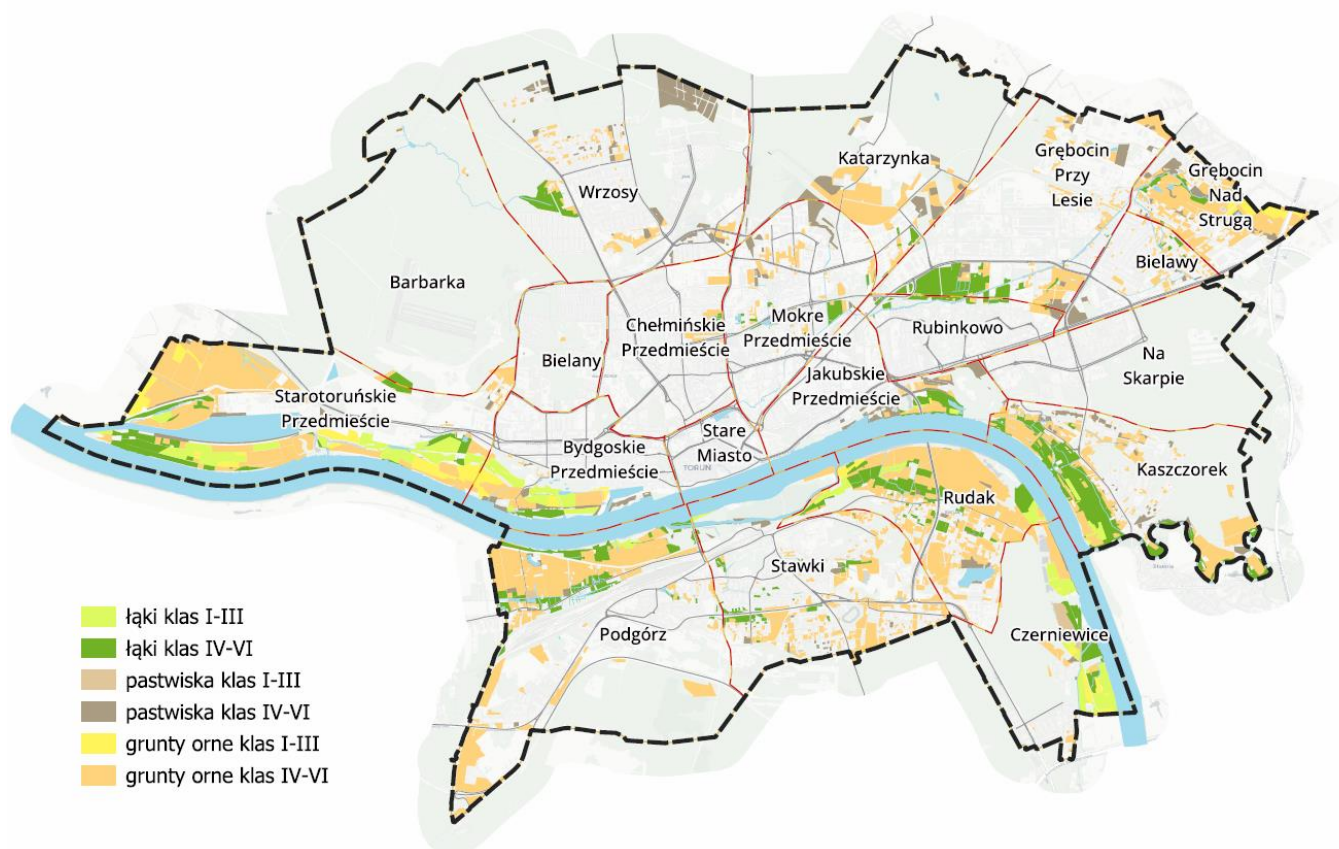 Katarzynka
Grębocin
Przy
Lesie
Grębocin
Nad
Strugą
Wrzosy
Bielawy
Barbarka
Chełmińskie
Przedmieście
Mokre
Przedmieście
Rubinkowo
Bielany
Na
Skarpie
Jakubskie
Przedmieście
Starotoruńskie
Przedmieście
Stare
Miasto
Bydgoskie
Przedmieście
TORUŃ
Kaszczorek
Rudak
Stawki
Podgórz
Czerniewice
łąki klas I-III
łąki klas IV-VI
pastwiska klas I-III
pastwiska klas IV-VI
grunty orne klas I-III
grunty orne klas IV-VI